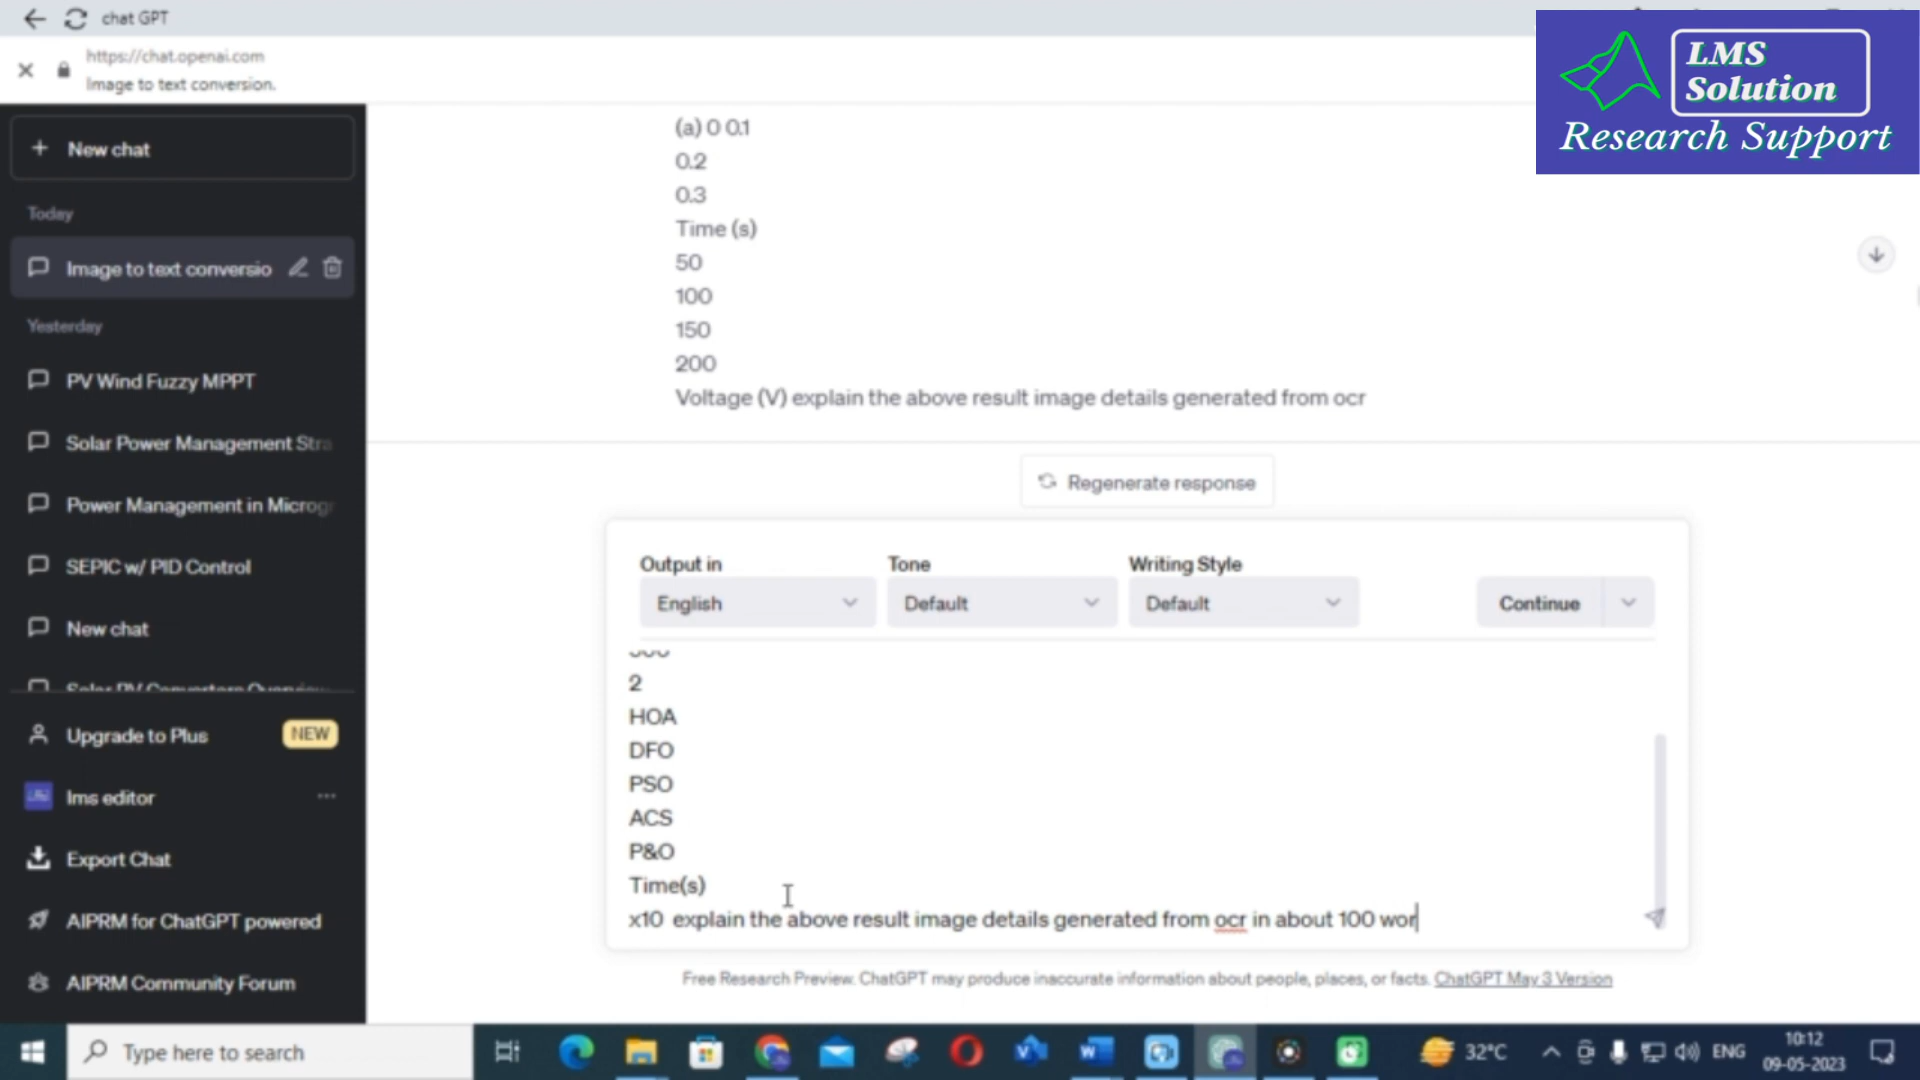 chat GPT
https://chat.openai.com
Image to text conversion.
LMS
Solution
Research Support
New chat
Today
Image to text conversio
Yesterday
PV Wind Fuzzy MPPT
Solar Power Management Stra
Power Management in Microgr
SEPIC w/ PID Control
New chat
Solar PV Converters Overview
Upgrade to Plus
NEW
lms editor
Export Chat
AIPRM for ChatGPT powered
AIPRM Community Forum
(a) 0 0.1
0.2
0.3
Time (s)
50
100
150
200
Voltage (V) explain the above result image details generated from ocr
Regenerate response
Output in
Tone
Writing Style
English
Default
Default
Continue
2
HOA
DFO
PSO
ACS
P&O
Time(s)
x10 explain the above result image details generated from ocr in about 100 wor
Free Research Preview. ChatGPT may produce inaccurate information about people, places, or facts. ChatGPT May 3 Version
Type here to search
32°C
ENG
10:12
09-05-2023